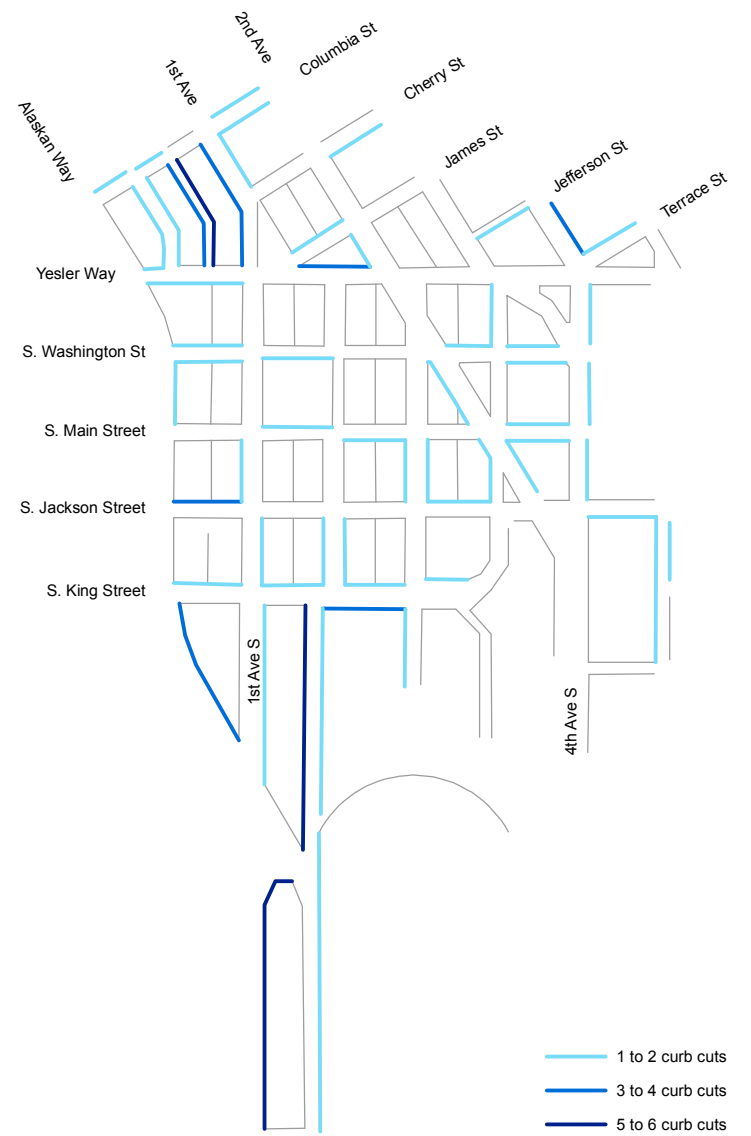 2nd Ave
Columbia St
1st Ave
Cherry St
Alaskan Way
James St
Jefferson St
Terrace St
Yesler Way
S. Washington St
S. Main Street
S. Jackson Street
S. King Street
1st Ave S
4th Ave S
1 to 2 curb cuts
3 to 4 curb cuts
5 to 6 curb cuts